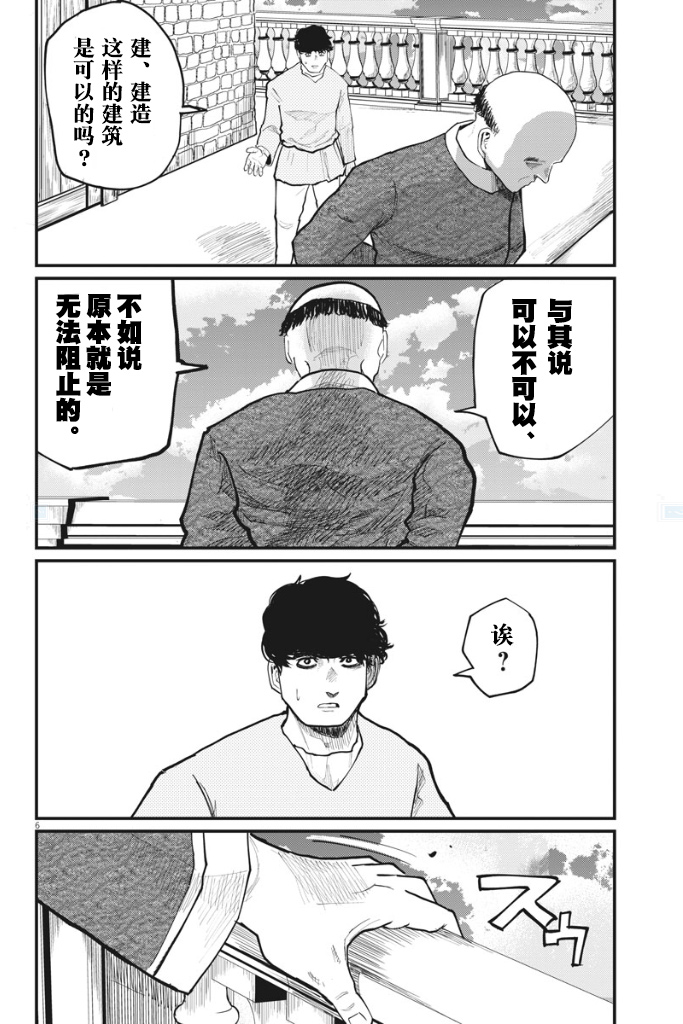 建、建造
这样的建筑
是可以的吗？
与其说
可以不可以、
不如说
原本就是
无法阻止的。
诶？
6
スゥ